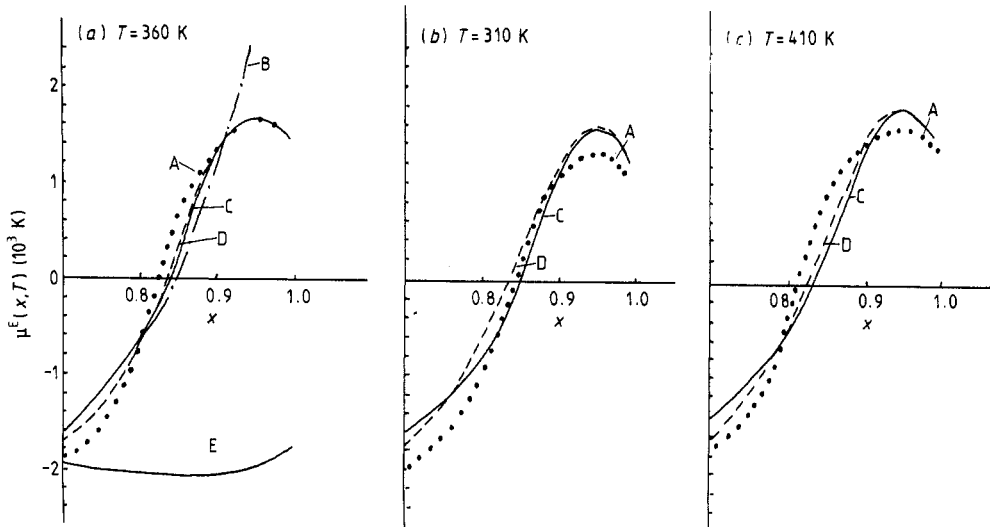 (a) T=360 K
(b) T=310 K
(c) T=410 K
μᴱ(x,T) (10³ K)
2
1
0
-1
-2
0.8
0.9
1.0
x
A
B
C
D
E
0.8
0.9
1.0
x
A
C
D
0.8
0.9
1.0
x
A
C
D